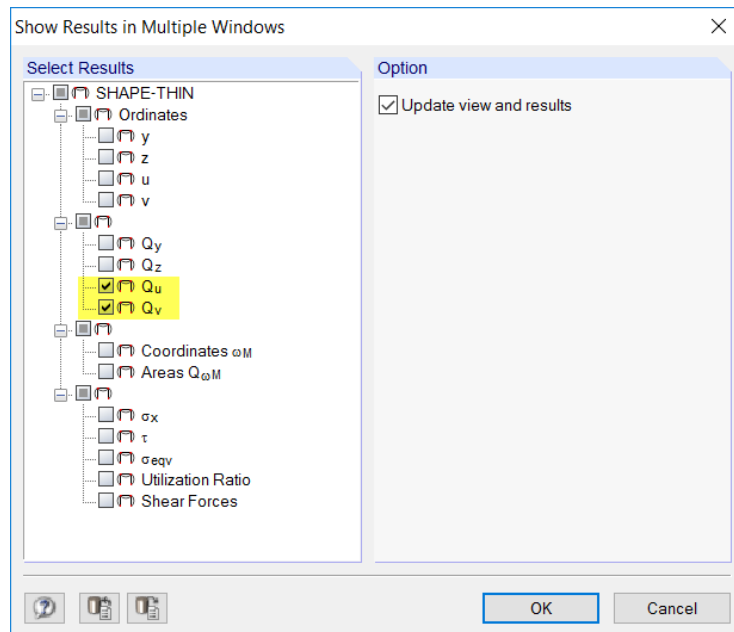 Show Results in Multiple Windows
Select Results
SHAPE-THIN
Ordinates
y
z
u
v
Qy
Qz
Qu
Qv
Coordinates ωM
Areas QωM
σx
τ
σeqv
Utilization Ratio
Shear Forces
Option
Update view and results
OK
Cancel